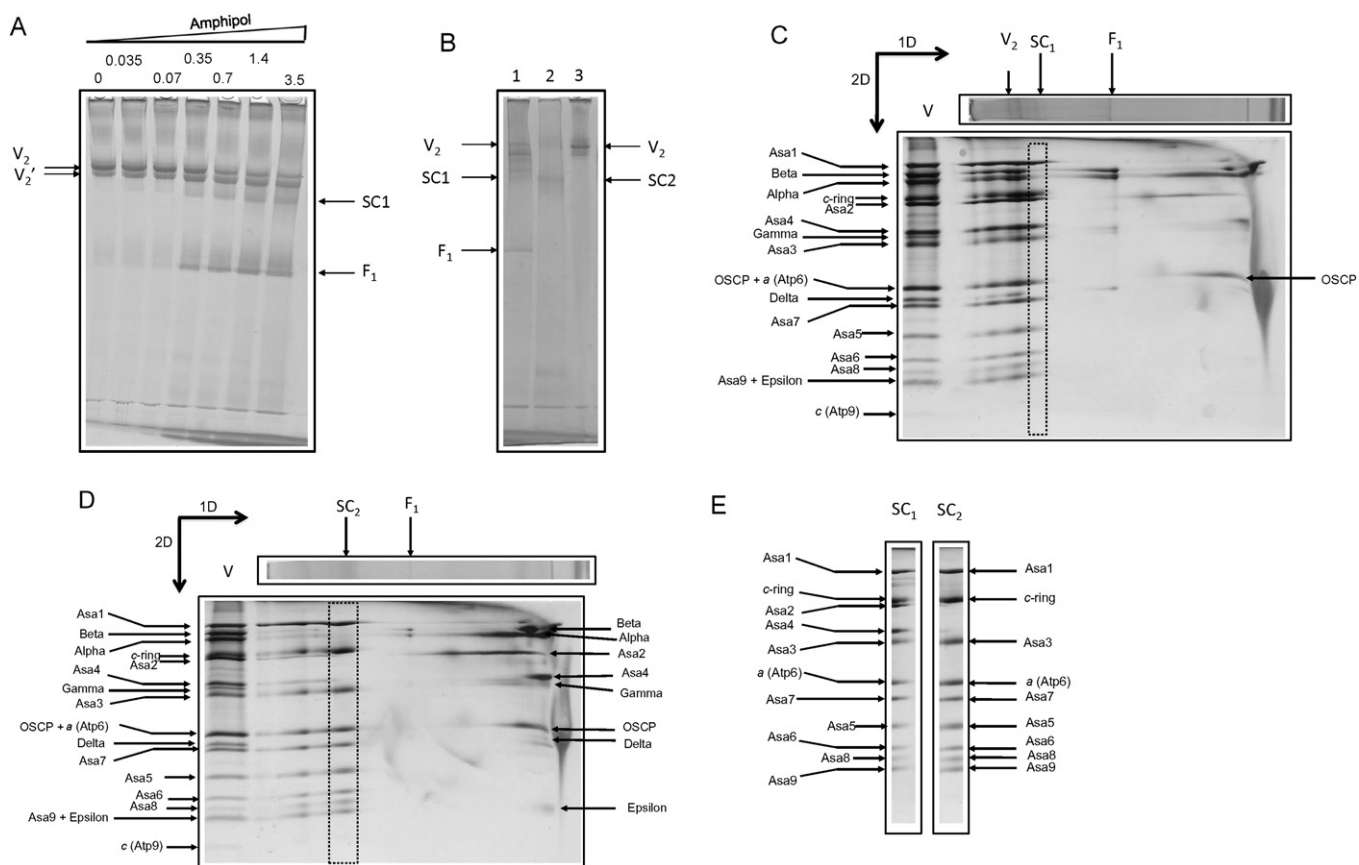 A
Amphipol
0.035 0.35 1.4
0 0.07 0.7 3.5
V2
V2'
SC1
F1
B
1 2 3
V2
SC1
F1
V2
SC2
C
1D
2D
V2 SC1 F1
V
Asa1
Beta
Alpha
c-ring
Asa2
Asa4
Gamma
Asa3
OSCP + a (Atp6)
Delta
Asa7
Asa5
Asa6
Asa8
Asa9 + Epsilon
c (Atp9)
OSCP
D
1D
2D
SC2 F1
V
Asa1
Beta
Alpha
c-ring
Asa2
Asa4
Gamma
Asa3
OSCP + a (Atp6)
Delta
Asa7
Asa5
Asa6
Asa8
Asa9 + Epsilon
c (Atp9)
Beta
Alpha
Asa2
Asa4
Gamma
OSCP
Delta
Epsilon
E
SC1 SC2
Asa1
c-ring
Asa2
Asa4
Asa3
a (Atp6)
Asa7
Asa5
Asa6
Asa8
Asa9
Asa1
c-ring
Asa3
a (Atp6)
Asa7
Asa5
Asa6
Asa8
Asa9